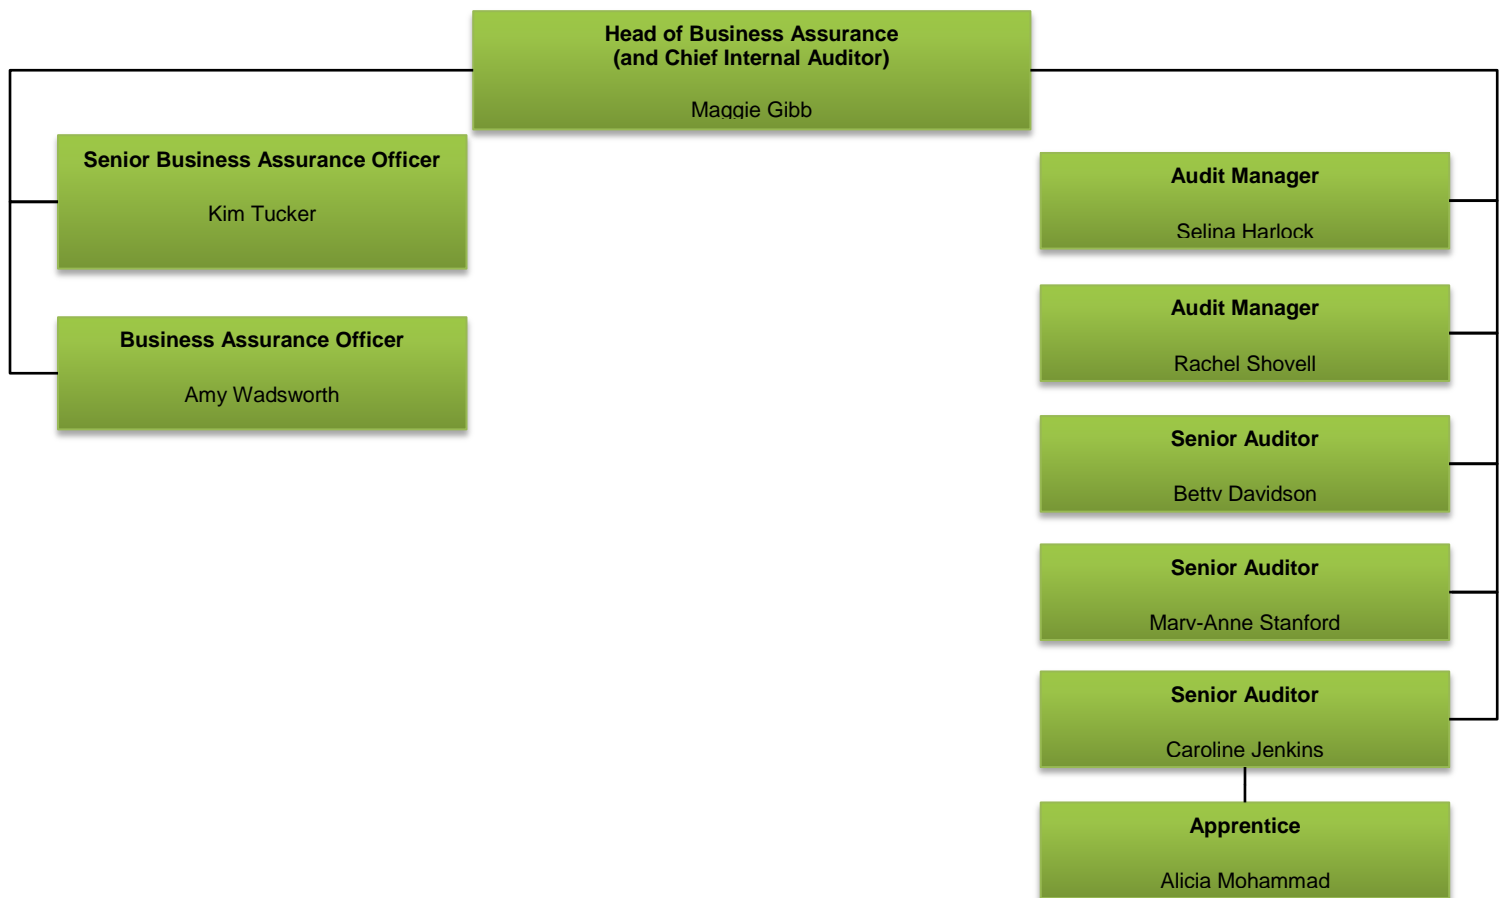 Head of Business Assurance
(and Chief Internal Auditor)
Maggie Gibb
Senior Business Assurance Officer
Kim Tucker
Business Assurance Officer
Amy Wadsworth
Audit Manager
Selina Harlock
Audit Manager
Rachel Shovell
Senior Auditor
Betty Davidson
Senior Auditor
Mary-Anne Stanford
Senior Auditor
Caroline Jenkins
Apprentice
Alicia Mohammad